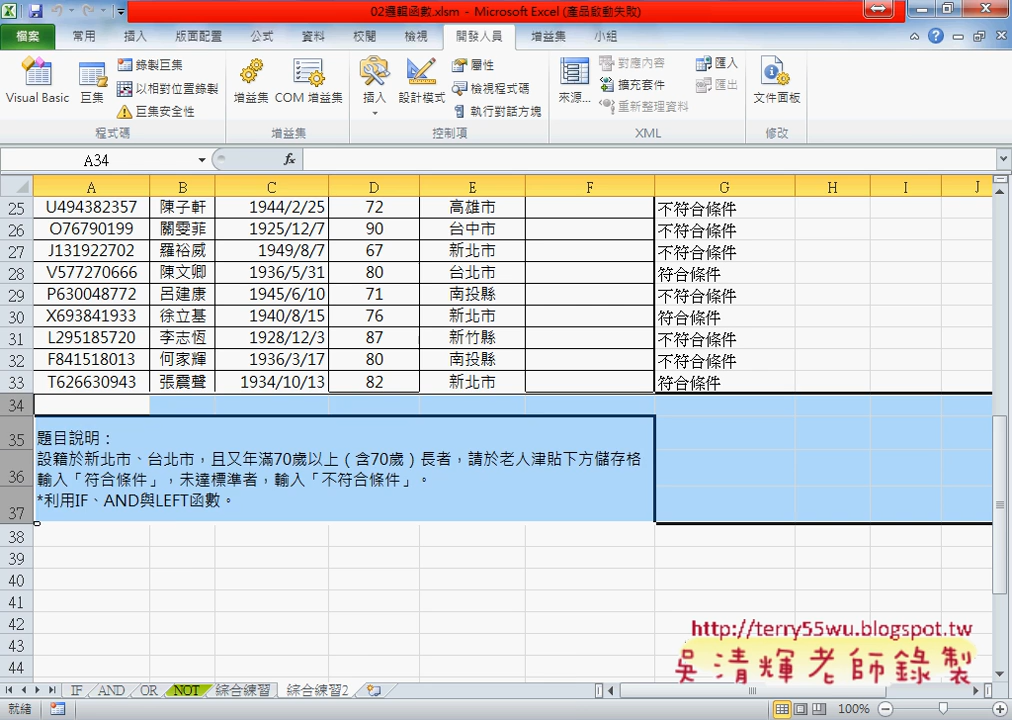 02邏輯函數.xlsm - Microsoft Excel (產品啟動失敗)
檔案 常用 插入 版面配置 公式 資料 校閱 檢視 開發人員 增益集 小組
Visual Basic 巨集 錄製巨集 以相對位置錄製 巨集安全性 程式碼
增益集 COM 增益集 增益集
插入 設計模式 屬性 檢視程式碼 執行對話方塊 控制項
來源... 對應內容 擴充套件 重新整理資料 匯入 匯出 XML
文件面板 修改
A34 fx
A B C D E F G H I J
25 U494382357 陳子軒 1944/2/25 72 高雄市 不符合條件
26 O76790199 關雯菲 1925/12/7 90 台中市 不符合條件
27 J131922702 羅裕威 1949/8/7 67 新北市 不符合條件
28 V577270666 陳文卿 1936/5/31 80 台北市 符合條件
29 P630048772 呂建康 1945/6/10 71 南投縣 不符合條件
30 X693841933 徐立基 1940/8/15 76 新北市 符合條件
31 L295185720 李志恆 1928/12/3 87 新竹縣 不符合條件
32 F841518013 何家輝 1936/3/17 80 南投縣 不符合條件
33 T626630943 張震聲 1934/10/13 82 新北市 符合條件
34
35 題目說明：
設籍於新北市、台北市，且又年滿70歲以上（含70歲）長者，請於老人津貼下方儲存格
36 輸入「符合條件」，未達標準者，輸入「不符合條件」。
37 *利用IF、AND與LEFT函數。
38
39
40
41
42
43
44
http://terry55wu.blogspot.tw
吳清輝老師錄製
IF AND OR NOT 綜合練習 綜合練習2
就緒 100%